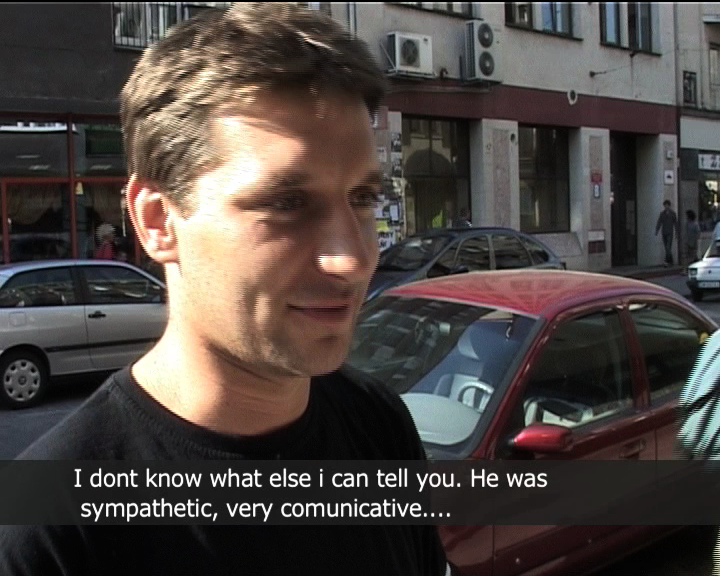 I dont know what else i can tell you. He was
sympathetic, very comunicative....